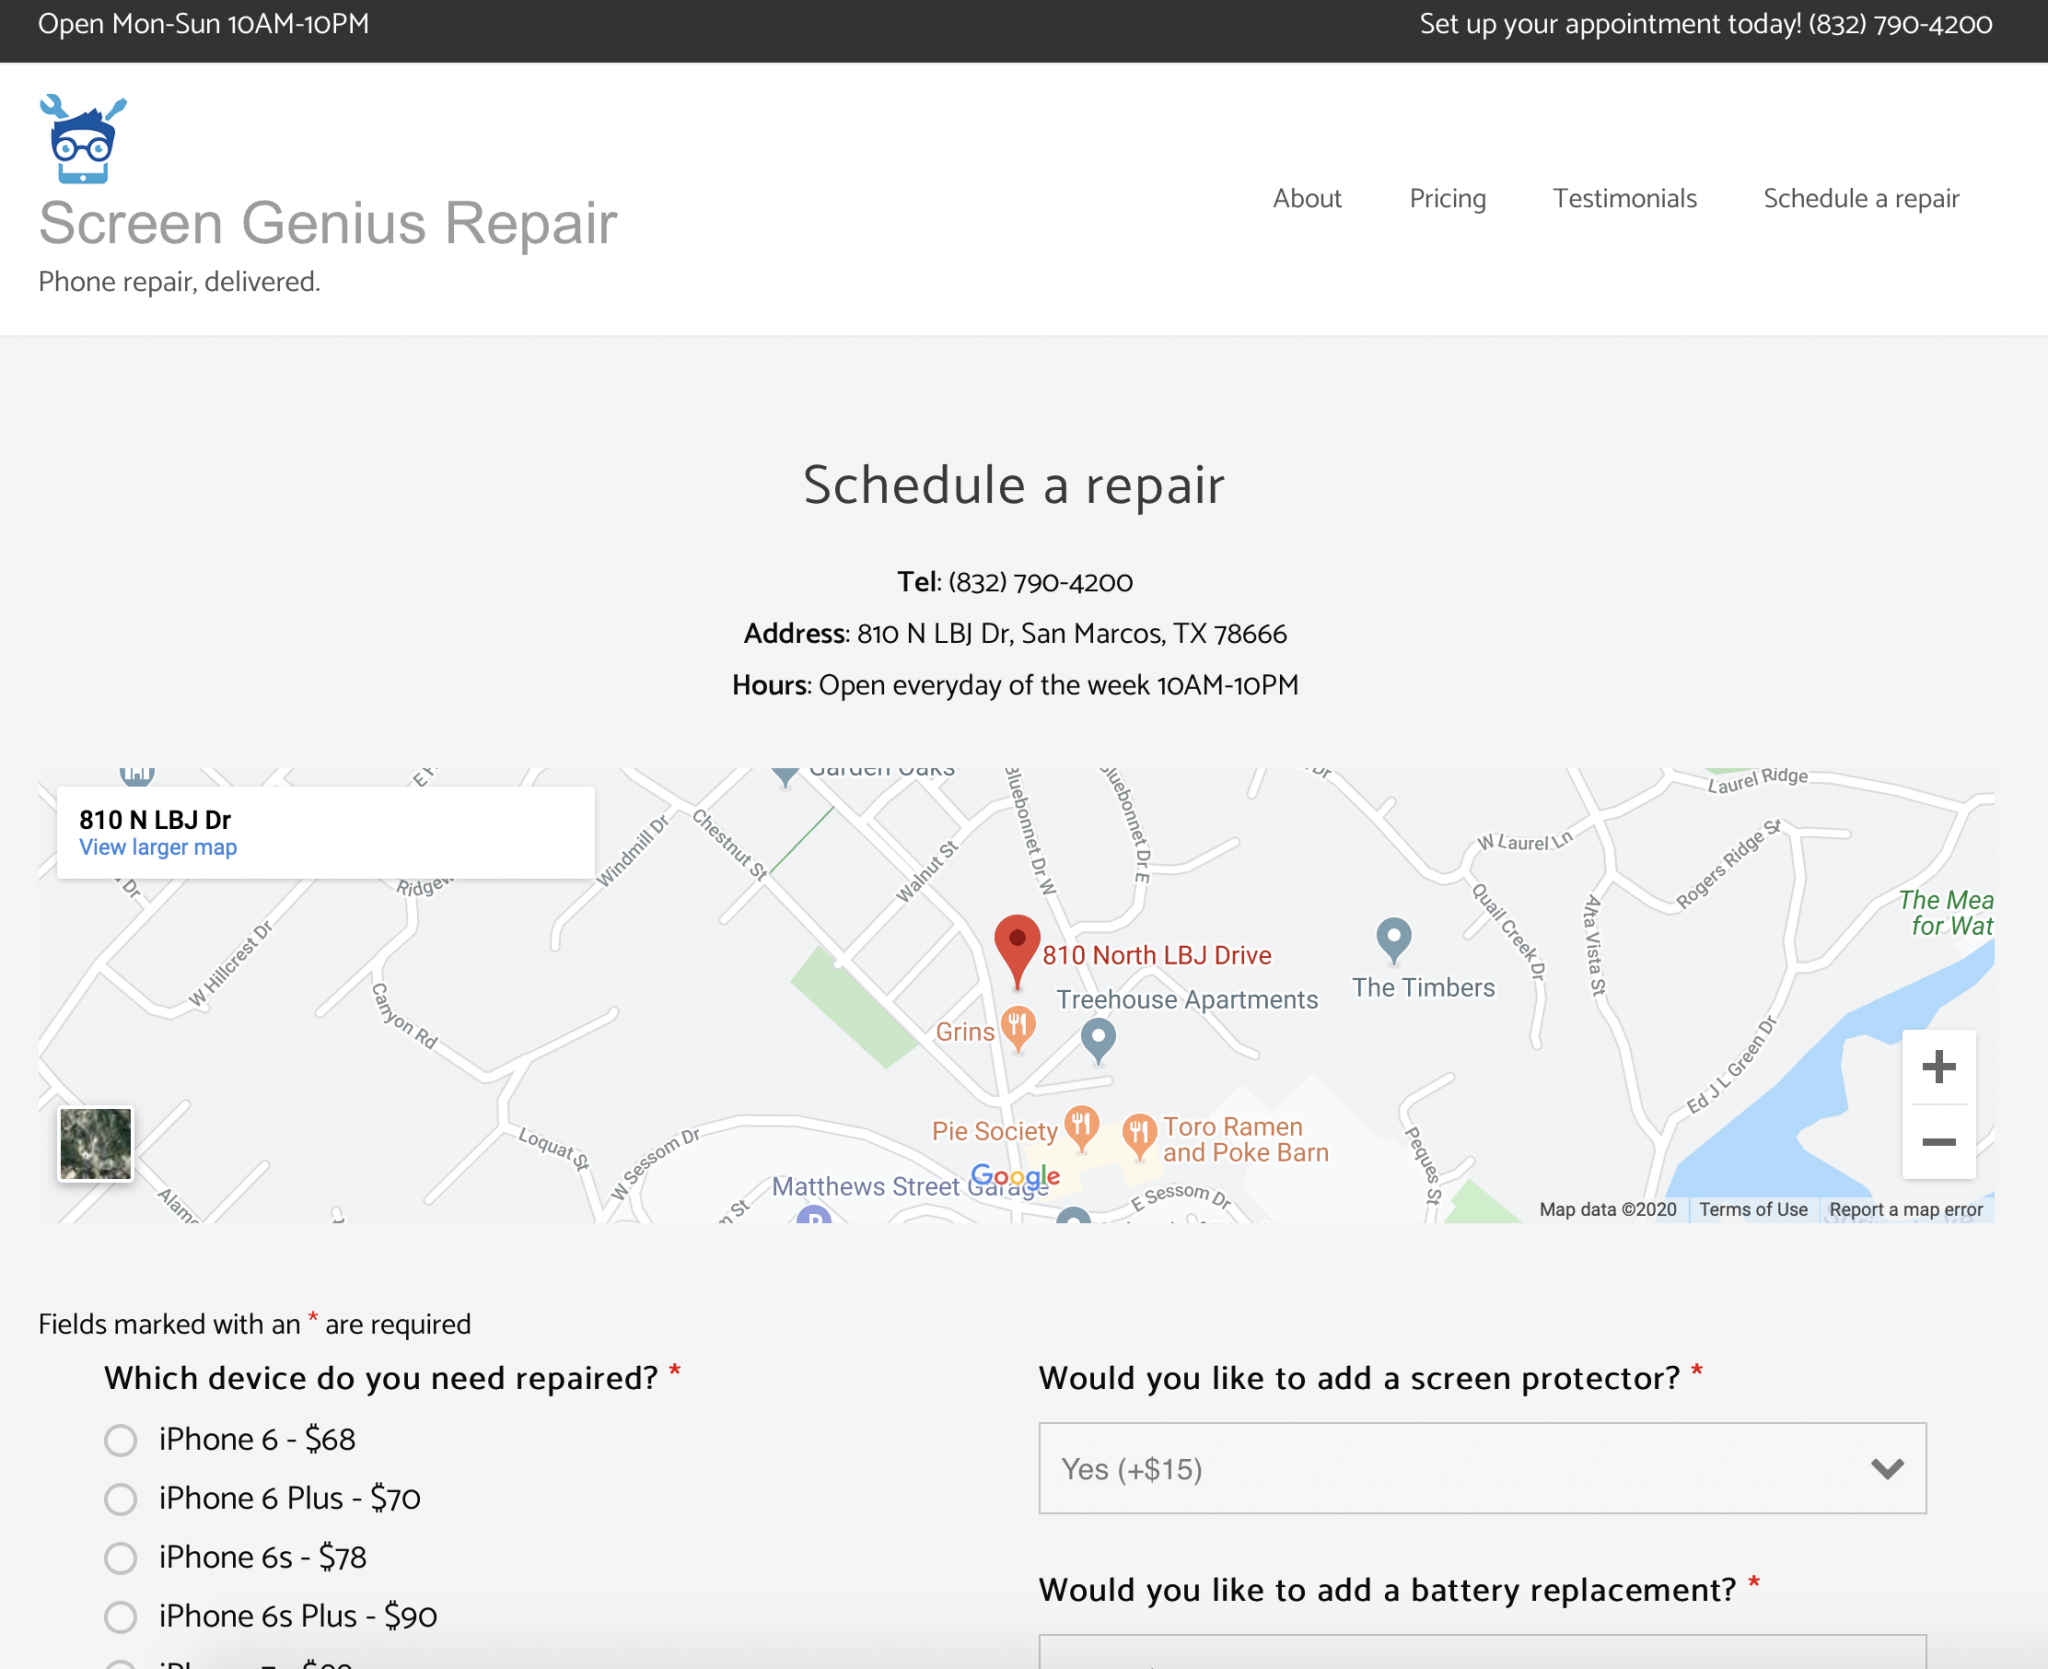 Open Mon-Sun 10AM-10PM
Set up your appointment today! (832) 790-4200
Screen Genius Repair
Phone repair, delivered.
About
Pricing
Testimonials
Schedule a repair
Schedule a repair
Tel: (832) 790-4200
Address: 810 N LBJ Dr, San Marcos, TX 78666
Hours: Open everyday of the week 10AM-10PM
810 N LBJ Dr
View larger map
Garden Oaks
Bluebonnet Dr W
Bluebonnet Dr E
Dr
Laurel Ridge
Windmill Dr
Chestnut St
Walnut St
W Laurel Ln
Rogers Ridge St
Dr
W Hillcrest Dr
Canyon Rd
Quail Creek Dr
Alta Vista St
The Mea
for Wat
810 North LBJ Drive
Treehouse Apartments
The Timbers
Grins
Ed J L Green Dr
Loquat St
W Sessom Dr
Pie Society
Toro Ramen
and Poke Barn
Peques St
Matthews Street Garage
Google
E Sessom Dr
Alamo
m St
P
Map data ©2020
Terms of Use
Report a map error
Fields marked with an * are required
Which device do you need repaired? *
iPhone 6 - $68
iPhone 6 Plus - $70
iPhone 6s - $78
iPhone 6s Plus - $90
Would you like to add a screen protector? *
Yes (+$15)
Would you like to add a battery replacement? *